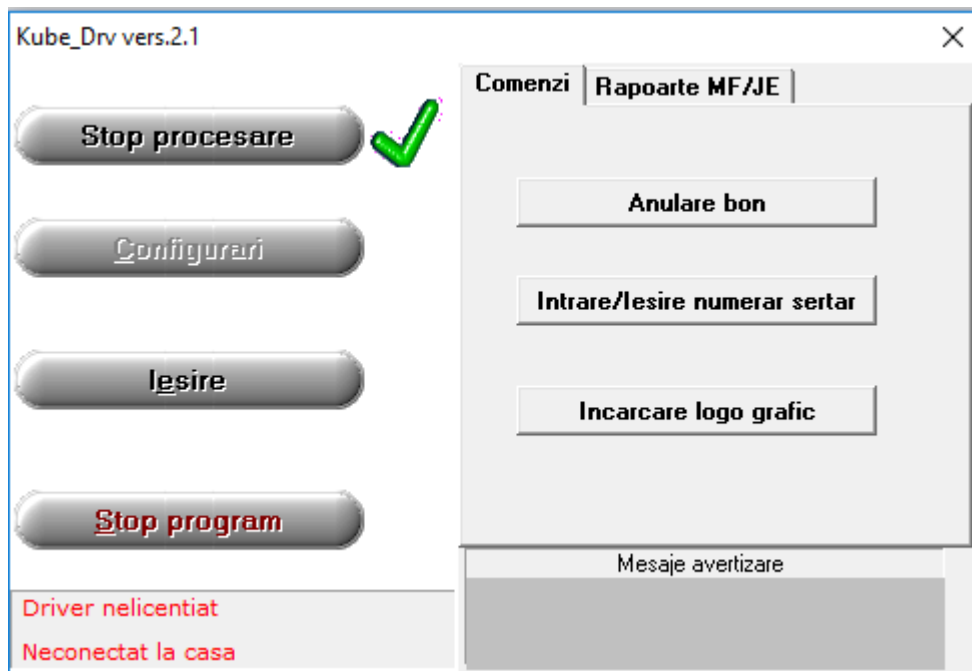 Kube_Drv vers.2.1
Stop procesare
Configurari
Iesire
Stop program
Driver nelicentiat
Neconectat la casa
Comenzi
Rapoarte MF/JE
Anulare bon
Intrare/Iesire numerar sertar
Incarcare logo grafic
Mesaje avertizare